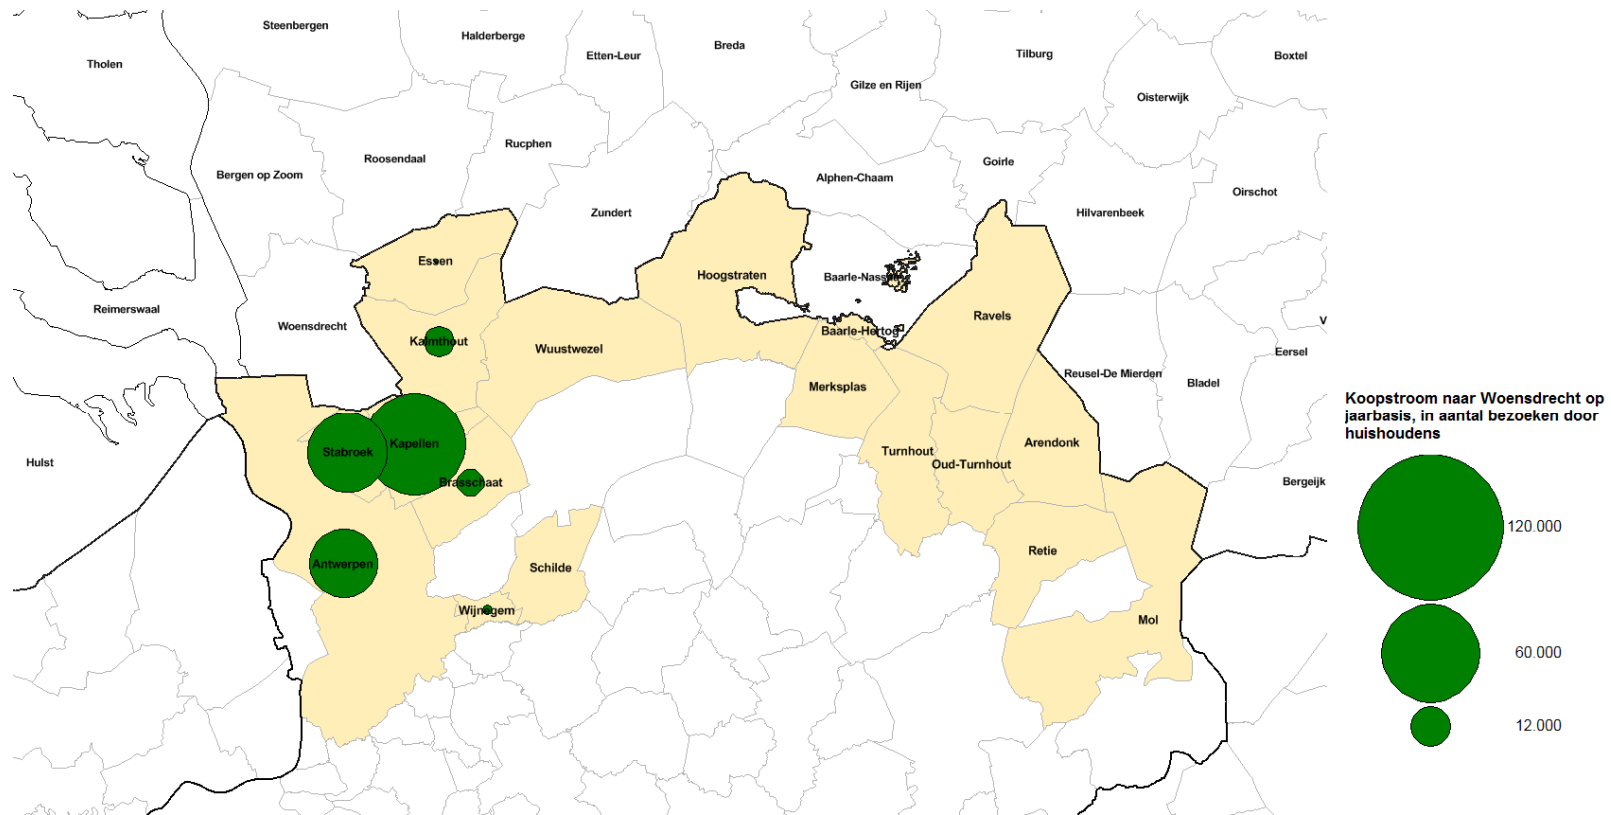 Steenbergen
Halderberge
Breda
Etten-Leur
Tilburg
Boxtel
Tholen
Gilze en Rijen
Oisterwijk
Rucphen
Roosendaal
Goirle
Bergen op Zoom
Alphen-Chaam
Oirschot
Zundert
Hilvarenbeek
Essen
Hoogstraten
Baarle-Nassau
Reimerswaal
Ravels
Woensdrecht
V
Baarle-Hertog
Kalmthout
Wuustwezel
Eersel
Reusel-De Mierden
Bladel
Merksplas
Koopstroom naar Woensdrecht op
jaarbasis, in aantal bezoeken door
huishoudens
Kapellen
Stabroek
Arendonk
Turnhout
Oud-Turnhout
Hulst
Brasschaat
Bergeijk
120.000
Retie
Antwerpen
Schilde
Wijnegem
Mol
60.000
12.000